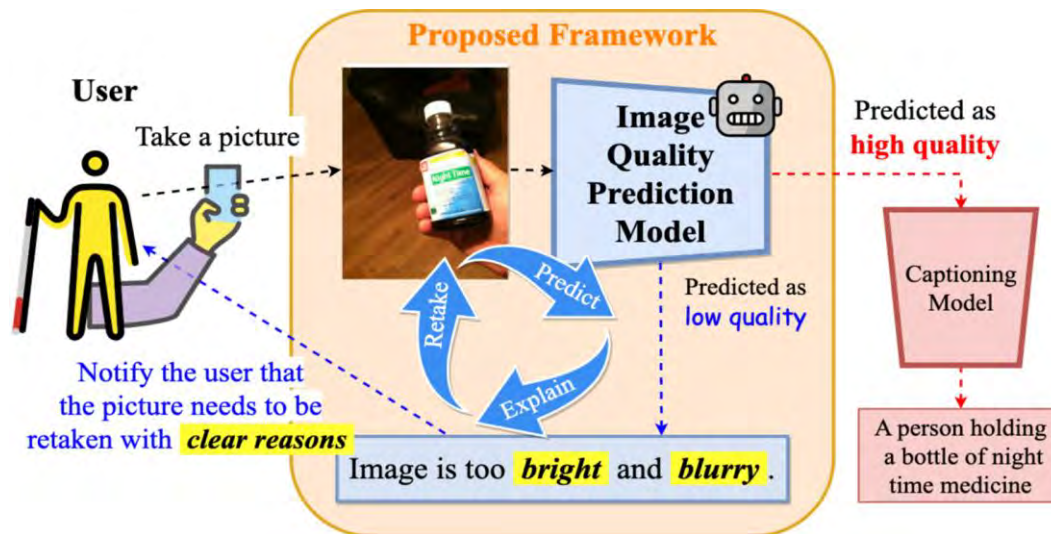 Proposed Framework
User
Take a picture
Night Time
Image
Quality
Prediction
Model
Predicted as
high quality
Captioning
Model
A person holding
a bottle of night
time medicine
Predicted as
low quality
Predict
Explain
Retake
Notify the user that
the picture needs to be
retaken with clear reasons
Image is too bright and blurry.